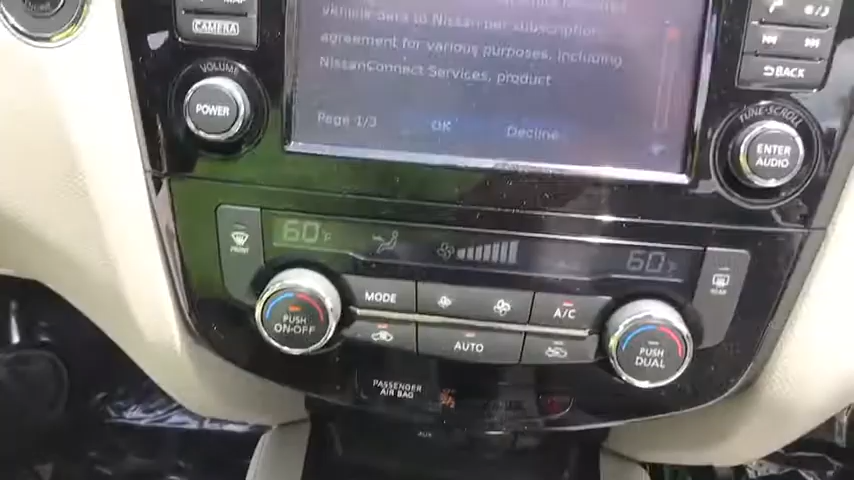 MAP
CAMERA
VOLUME
POWER
vehicle data to Nissan per subscription
agreement for various purposes, including
NissanConnect Services, product
Page 1/3
OK
Decline
BACK
TUNE·SCROLL
ENTER
AUDIO
FRONT
60°F
60°F
REAR
PUSH
ON·OFF
MODE
A/C
AUTO
PUSH
DUAL
PASSENGER
AIR BAG
AUX